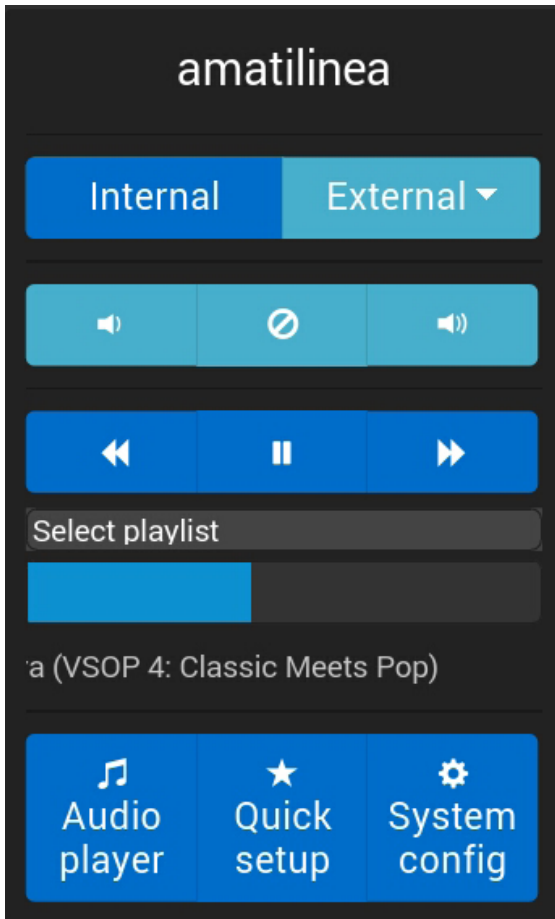 amatilinea
Internal External
Select playlist
a (VSOP 4: Classic Meets Pop)
Audio player
Quick setup
System config